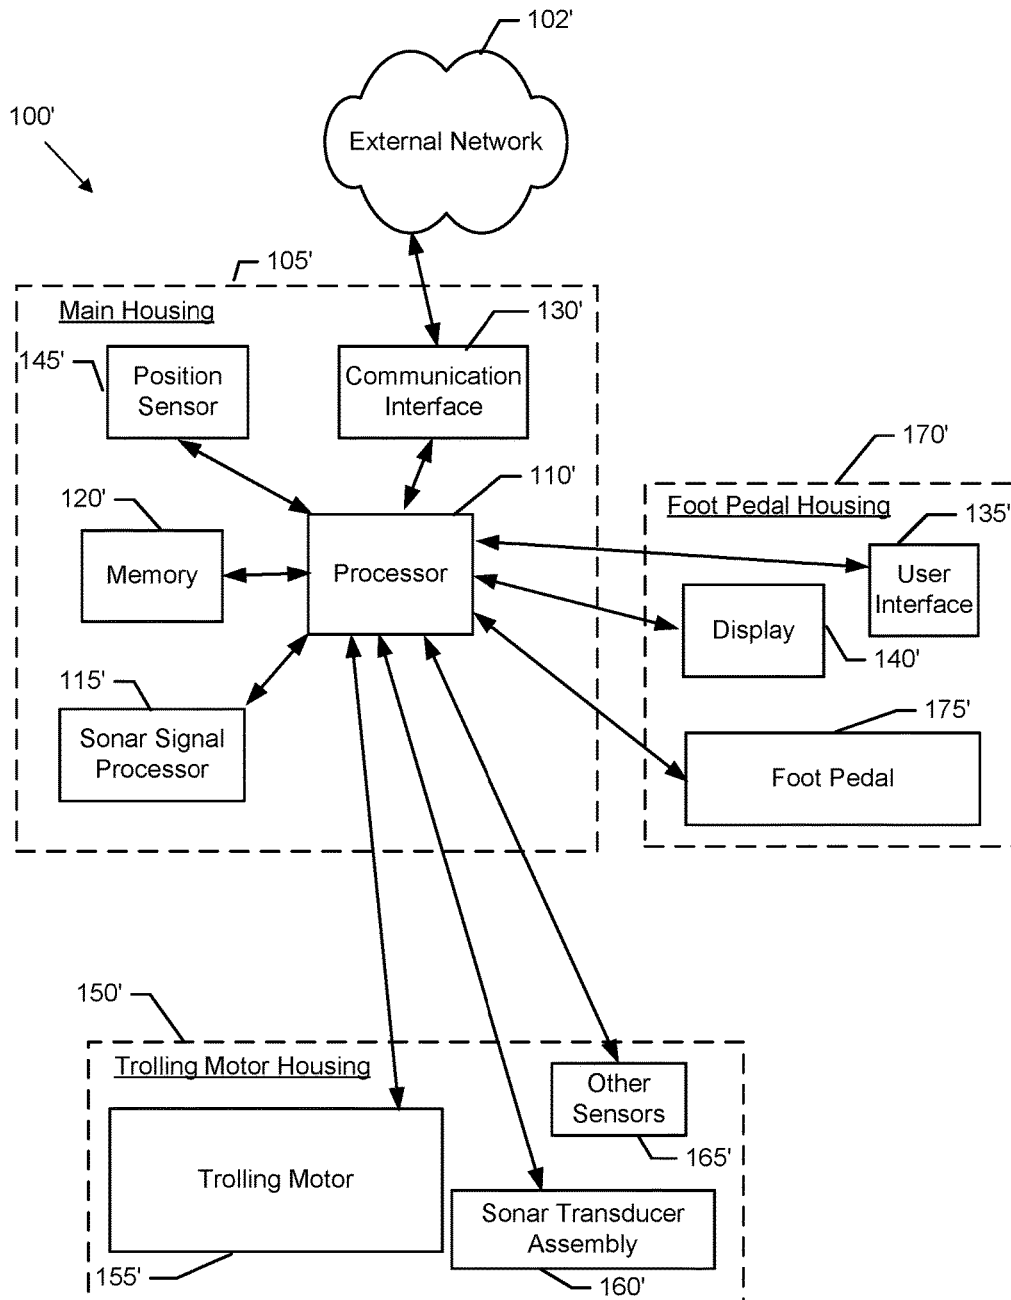 102'
External Network
100'
105'
Main Housing
130'
145'
Position
Sensor
Communication
Interface
170'
110'
Foot Pedal Housing
120'
135'
Memory
Processor
User
Interface
Display
140'
115'
175'
Sonar Signal
Processor
Foot Pedal
150'
Trolling Motor Housing
Other
Sensors
165'
Trolling Motor
Sonar Transducer
Assembly
155'
160'